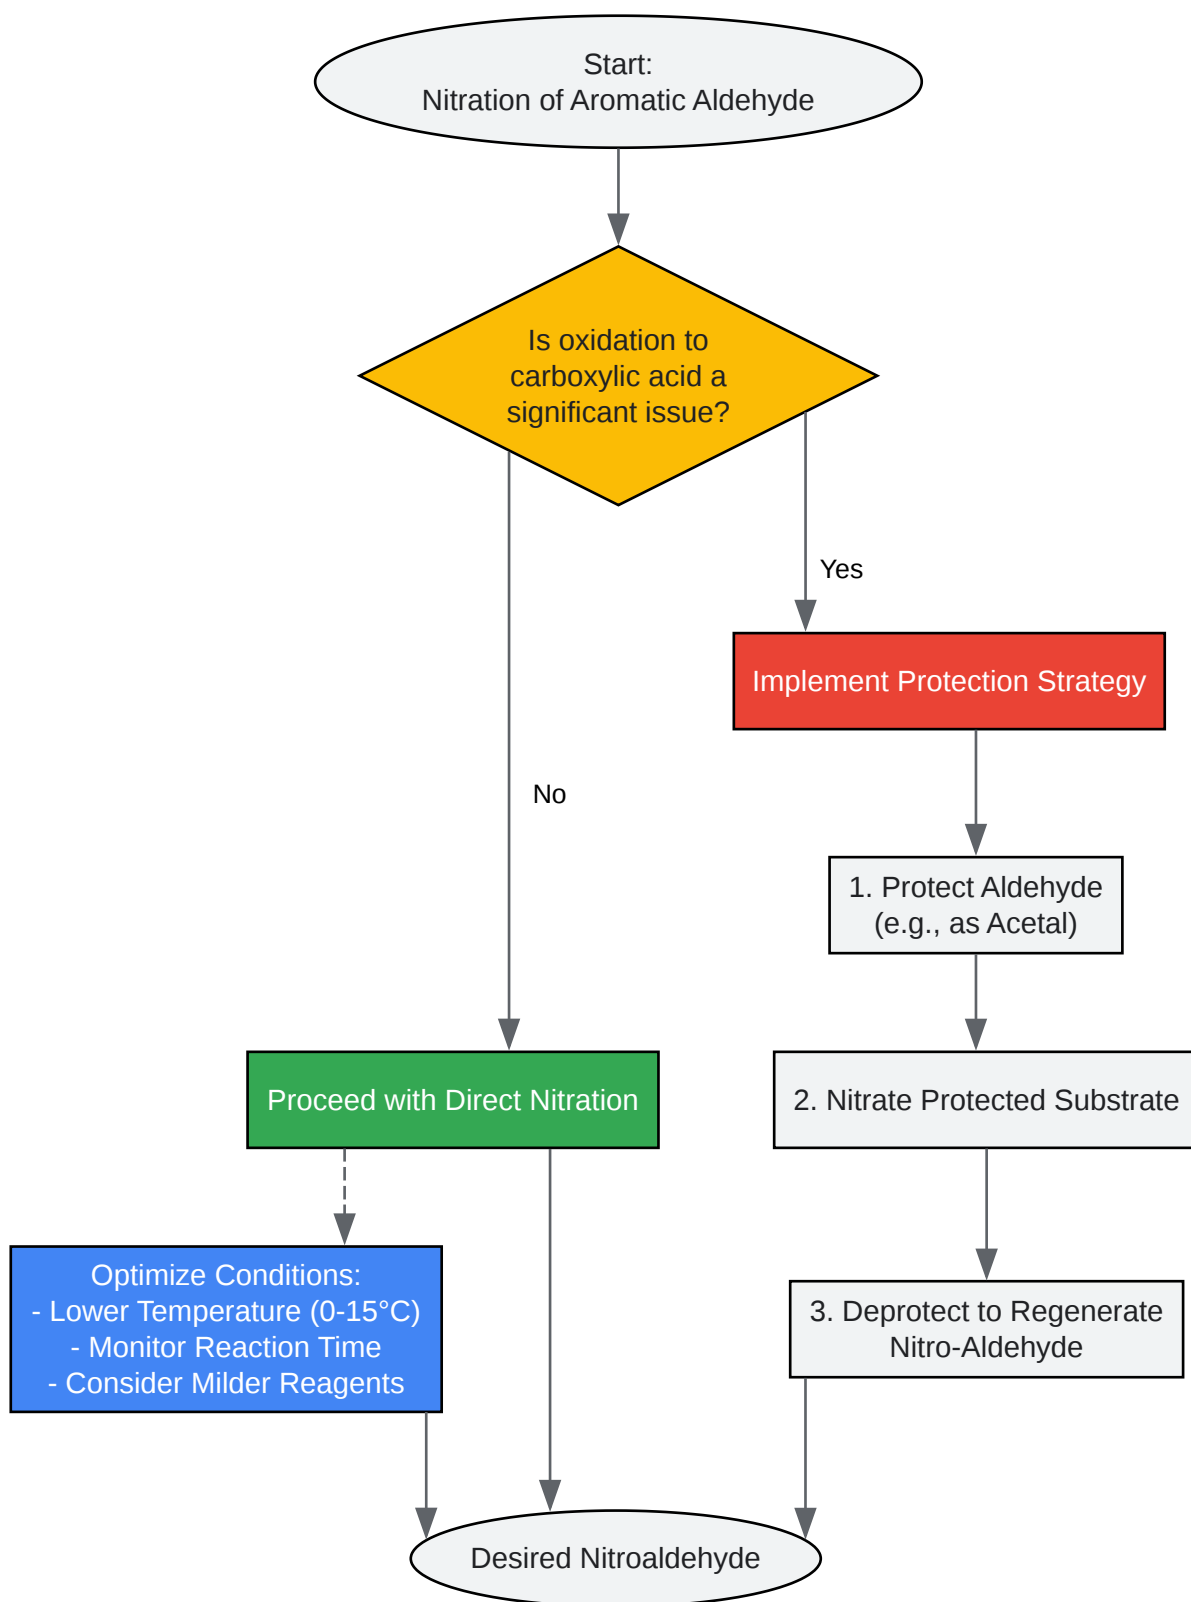 Start:
Nitration of Aromatic Aldehyde
Is oxidation to
carboxylic acid a
significant issue?
Yes
Implement Protection Strategy
No
1. Protect Aldehyde
(e.g., as Acetal)
Proceed with Direct Nitration
2. Nitrate Protected Substrate
Optimize Conditions:
- Lower Temperature (0-15°C)
- Monitor Reaction Time
- Consider Milder Reagents
3. Deprotect to Regenerate
Nitro-Aldehyde
Desired Nitroaldehyde